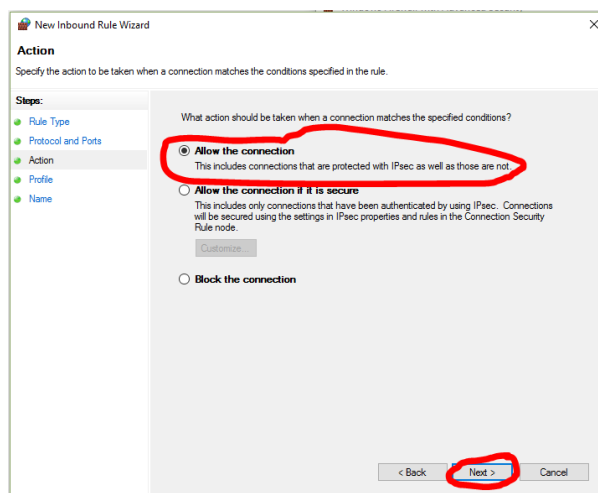 New Inbound Rule Wizard
Action
Specify the action to be taken when a connection matches the conditions specified in the rule.
Steps:
Rule Type
Protocol and Ports
Action
Profile
Name
What action should be taken when a connection matches the specified conditions?
Allow the connection
This includes connections that are protected with IPsec as well as those are not.
Allow the connection if it is secure
This includes only connections that have been authenticated by using IPsec. Connections
will be secured using the settings in IPsec properties and rules in the Connection Security
Rule node.
Customize...
Block the connection
< Back
Next >
Cancel